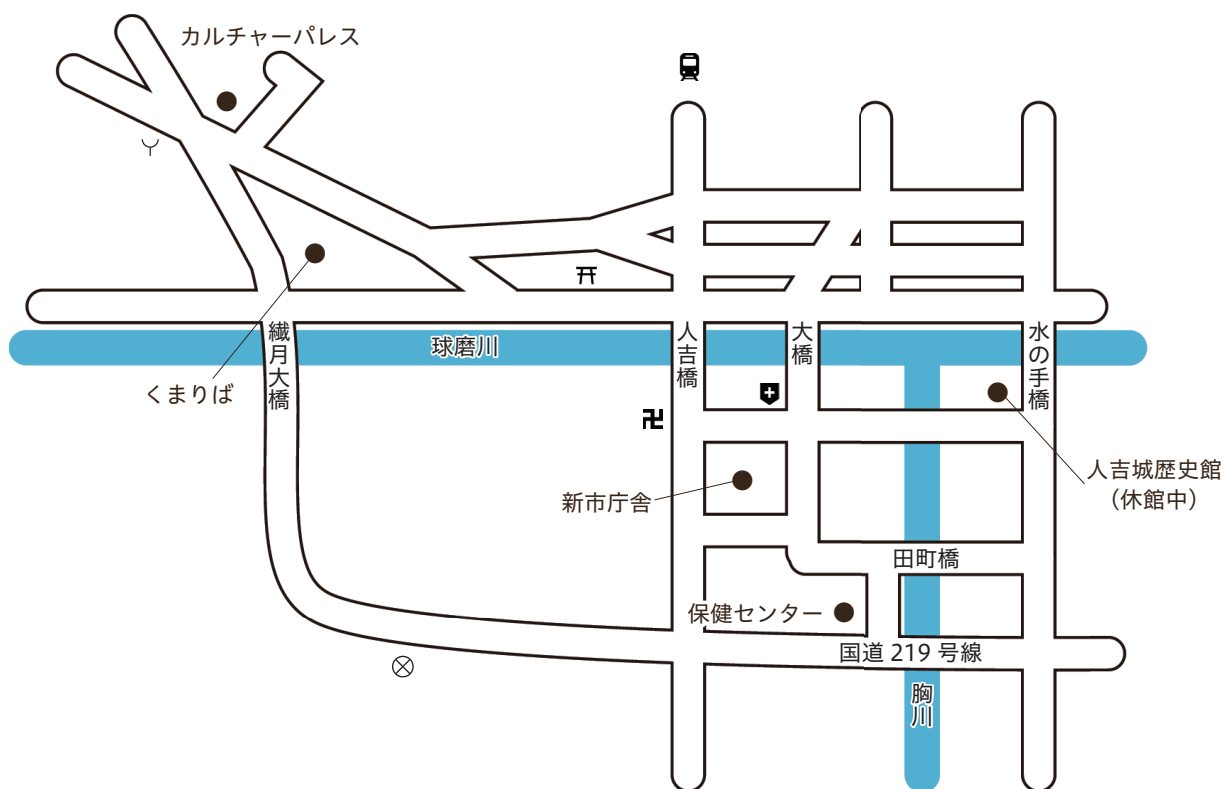 カルチャーパレス
繊月大橋
球磨川
人吉橋
大橋
水の手橋
くまりば
人吉城歴史館
（休館中）
新市庁舎
田町橋
保健センター
国道 219 号線
胸川